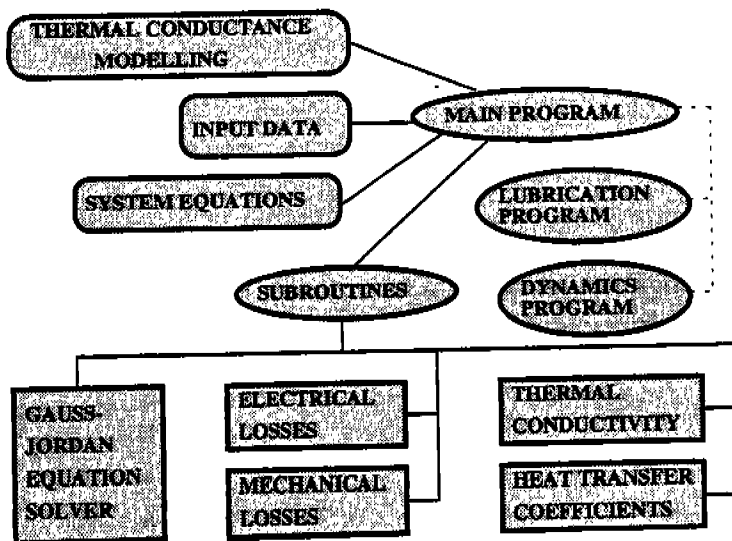 THERMAL CONDUCTANCE
MODELLING
MAIN PROGRAM
INPUT DATA
SYSTEM EQUATIONS
LUBRICATION
PROGRAM
SUBROUTINES
DYNAMICS
PROGRAM
GAUSS-
JORDAN
EQUATION
SOLVER
ELECTRICAL
LOSSES
MECHANICAL
LOSSES
THERMAL
CONDUCTIVITY
HEAT TRANSFER
COEFFICIENTS